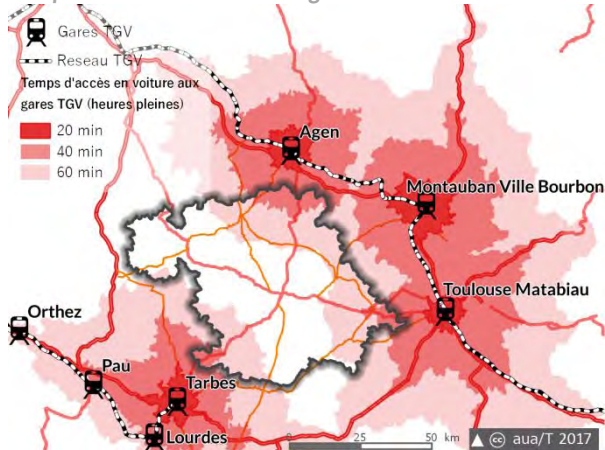 Gares TGV
Reseau TGV
Temps d'accès en voiture aux
gares TGV (heures pleines)
20 min
40 min
60 min
Agen
Montauban Ville Bourbon
Toulouse Matabiau
Orthez
Pau
Tarbes
Lourdes
0 25 50 km
cc aua/T 2017